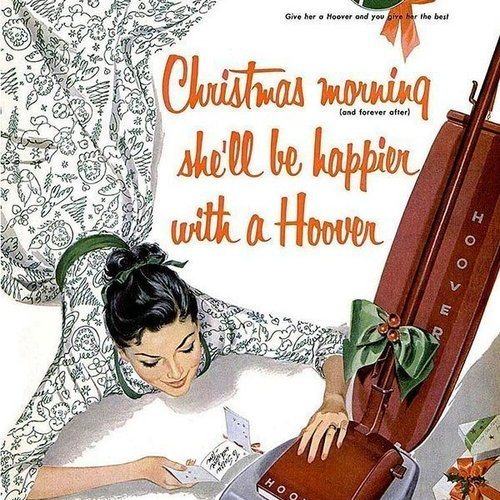 Give her a Hoover and you give her the best
Christmas morning
(and forever after)
she'll be happier
with a Hoover
HOOVER
HOOVE